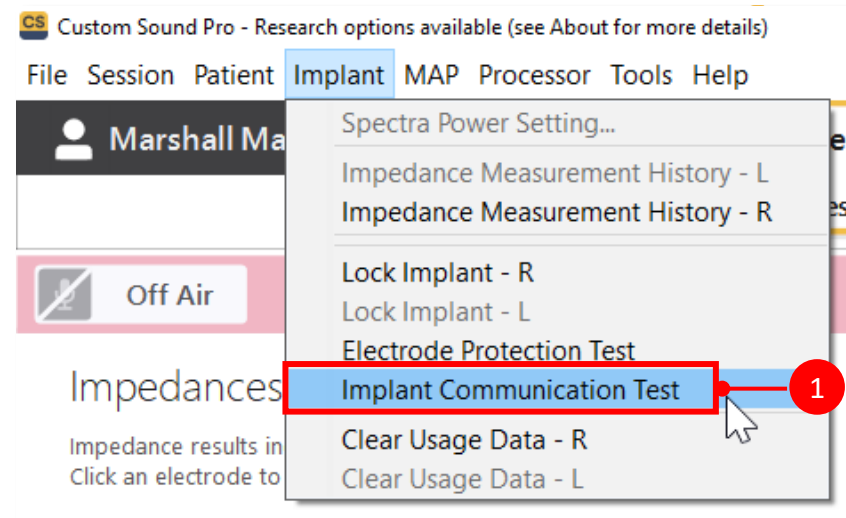 CS Custom Sound Pro - Research options available (see About for more details)
File Session Patient Implant MAP Processor Tools Help
Marshall Ma
Spectra Power Setting...
Impedance Measurement History - L
Impedance Measurement History - R
Lock Implant - R
Off Air
Lock Implant - L
Electrode Protection Test
Impedances
Implant Communication Test
1
Impedance results in
Clear Usage Data - R
Click an electrode to
Clear Usage Data - L